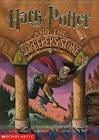 Harry Potter
AND THE
SORCERER'S STONE
SCHOLASTIC